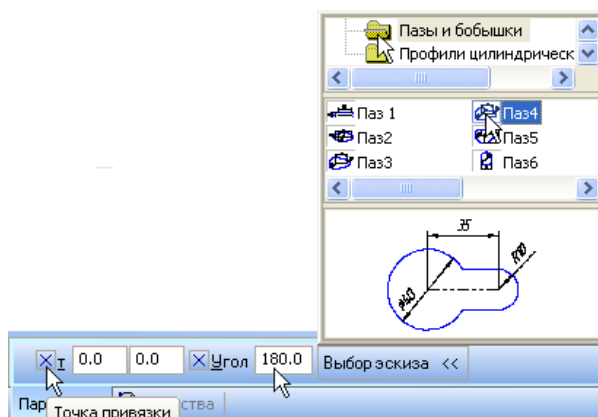 Пазы и бобышки
Профили цилиндрическ
Паз 1
Паз4
Паз2
Паз5
Паз3
Паз6
35
R10
т 0.0 0.0 Угол 180.0 Выбор эскиза <<
Пар
ства
Точка привязки